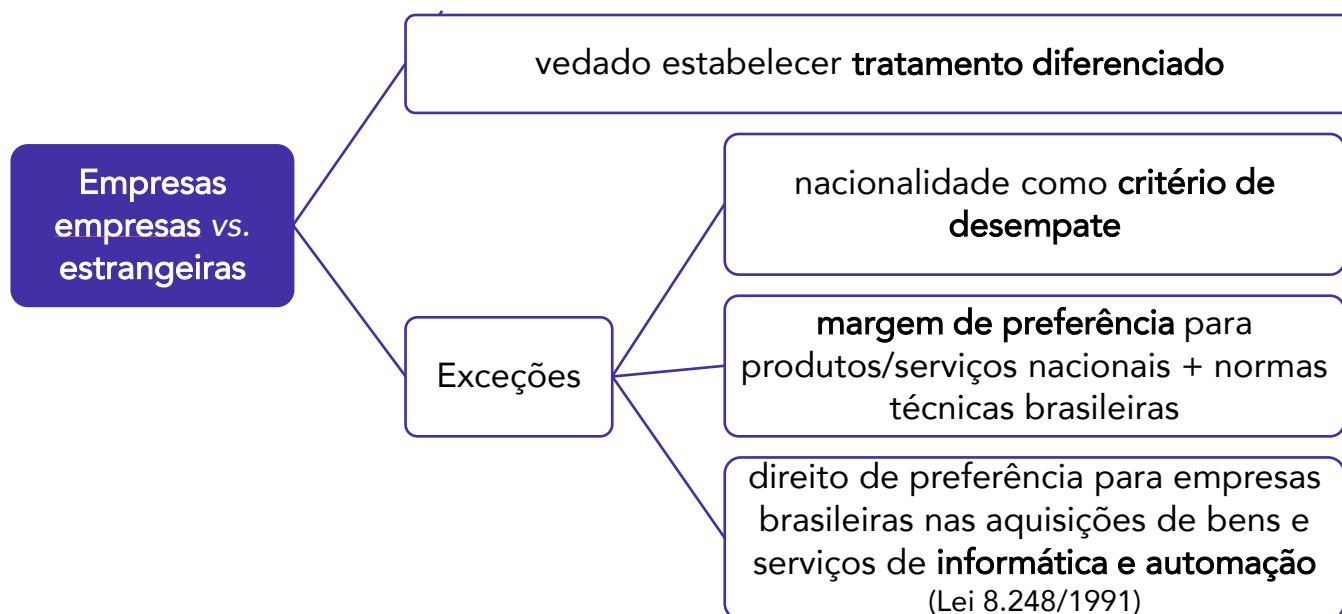 vedado estabelecer tratamento diferenciado
Empresas
empresas vs.
estrangeiras
nacionalidade como critério de
desempate
Exceções
margem de preferência para
produtos/serviços nacionais + normas
técnicas brasileiras
direito de preferência para empresas
brasileiras nas aquisições de bens e
serviços de informática e automação
(Lei 8.248/1991)